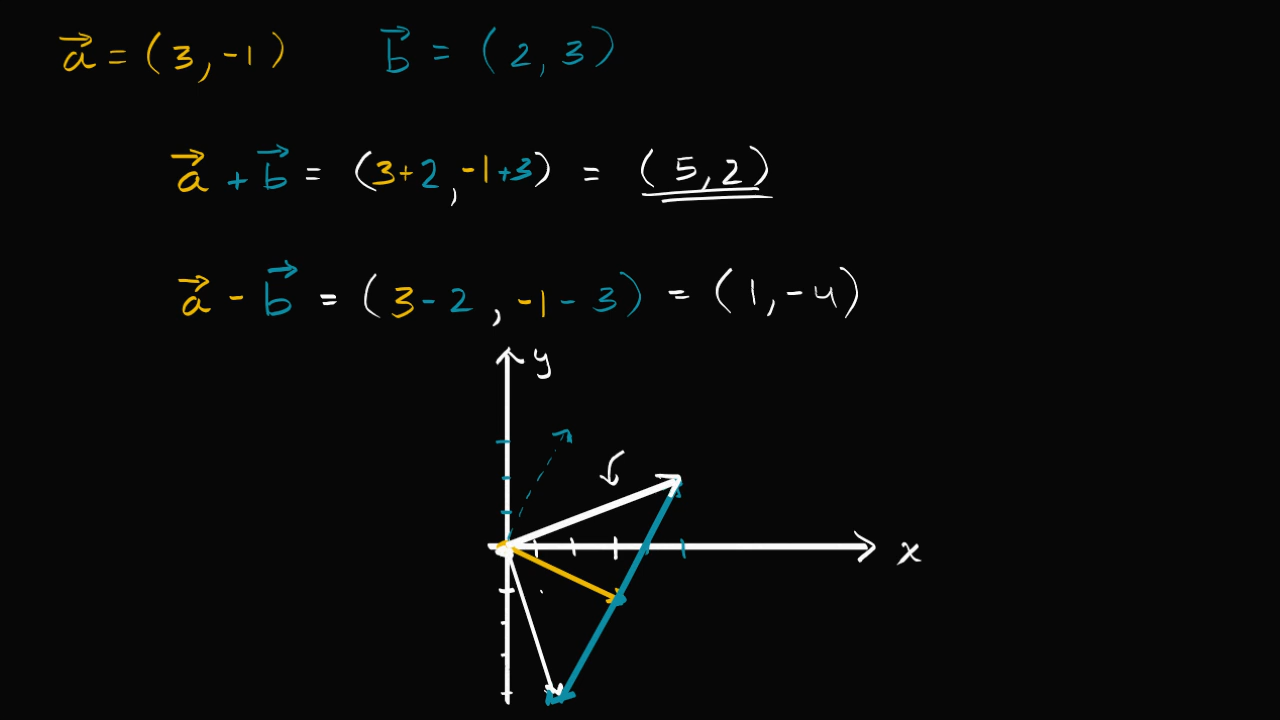 a⃗ = (3, -1) b⃗ = (2, 3)
a⃗ + b⃗ = (3+2, -1+3) = (5, 2)
a⃗ - b⃗ = (3-2, -1-3) = (1, -4)
y
x